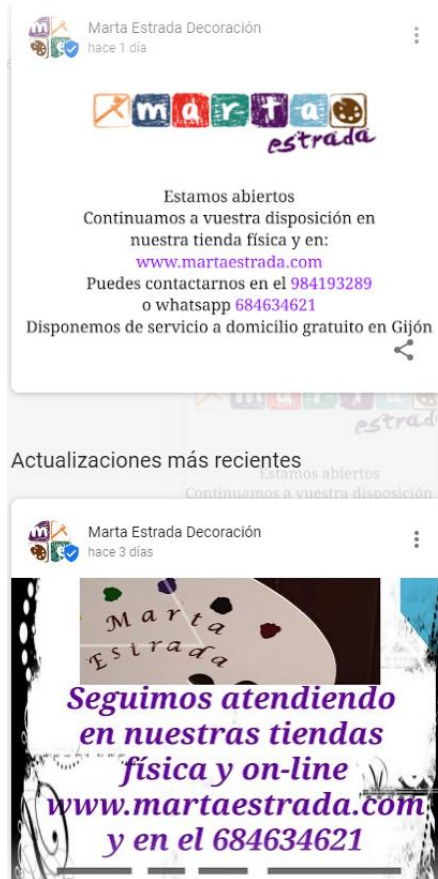 Marta Estrada Decoración
hace 1 día
marta
estrada
Estamos abiertos
Continuamos a vuestra disposición en
nuestra tienda física y en:
www.martaestrada.com
Puedes contactarnos en el 984193289
o whatsapp 684634621
Disponemos de servicio a domicilio gratuito en Gijón
estrad
Actualizaciones más recientes
Estamos abiertos
Continuamos a vuestra disposición
Marta Estrada Decoración
hace 3 días
Marta
Estrada
Seguimos atendiendo
en nuestras tiendas
física y on-line
www.martaestrada.com
y en el 684634621